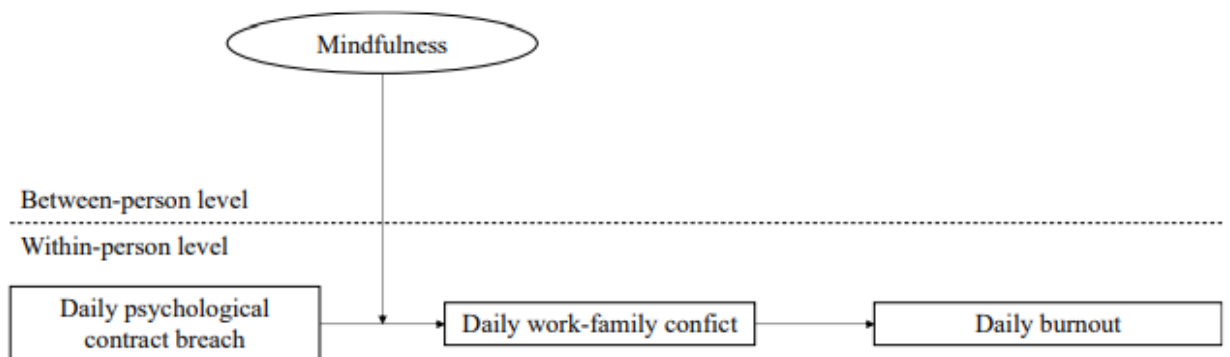 Mindfulness
Between-person level
Within-person level
Daily psychological
contract breach
Daily work-family confict
Daily burnout